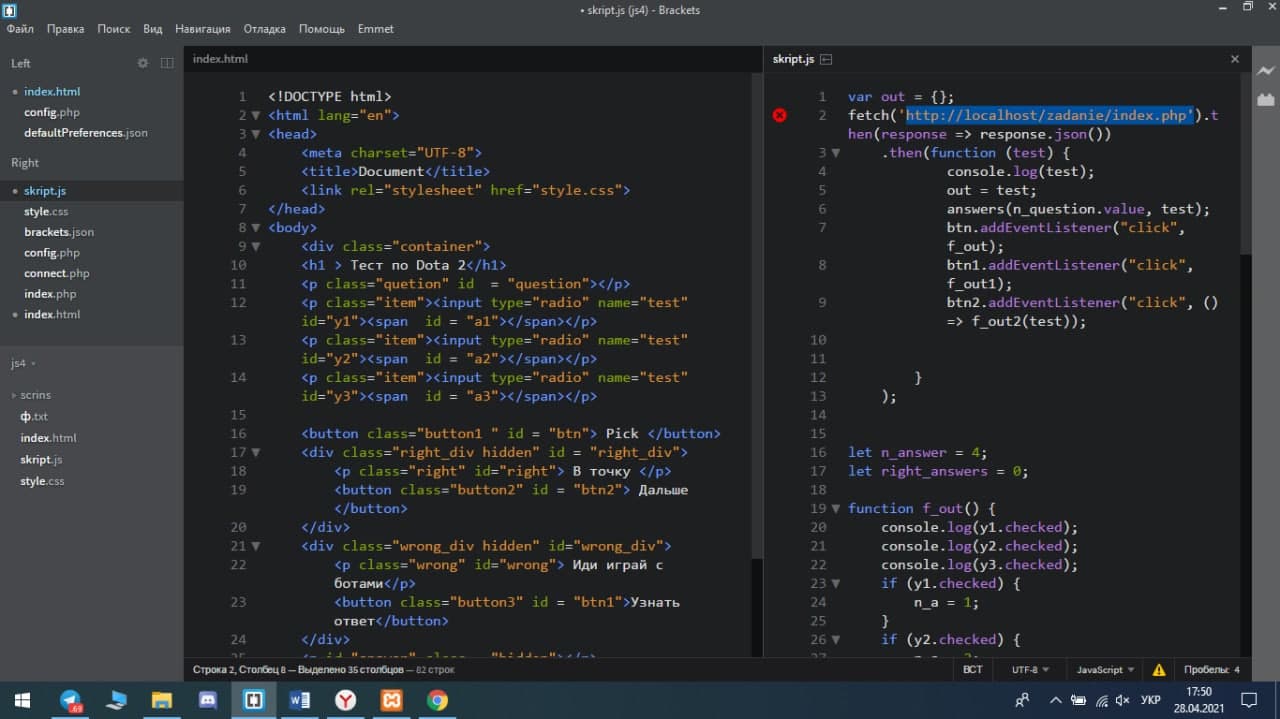 • skript.js (js4) - Brackets
Файл Правка Поиск Вид Навигация Отладка Помощь Emmet
Left
index.html
config.php
defaultPreferences.json
Right
skript.js
style.css
brackets.json
config.php
connect.php
index.php
index.html
js4
scrins
ф.txt
index.html
skript.js
style.css
index.html
1 <!DOCTYPE html>
2 <html lang="en">
3 <head>
4 <meta charset="UTF-8">
5 <title>Document</title>
6 <link rel="stylesheet" href="style.css">
7 </head>
8 <body>
9 <div class="container">
10 <h1 > Тест по Dota 2</h1>
11 <p class="quetion" id  = "question"></p>
12 <p class="item"><input type="radio" name="test"
id="y1"><span  id = "a1"></span></p>
13 <p class="item"><input type="radio" name="test"
id="y2"><span  id = "a2"></span></p>
14 <p class="item"><input type="radio" name="test"
id="y3"><span  id = "a3"></span></p>
15
16 <button class="button1 " id = "btn"> Pick </button>
17 <div class="right_div hidden" id = "right_div">
18 <p class="right" id="right"> В точку </p>
19 <button class="button2" id = "btn2"> Дальше
</button>
20 </div>
21 <div class="wrong_div hidden" id="wrong_div">
22 <p class="wrong" id="wrong"> Иди играй с
ботами</p>
23 <button class="button3" id = "btn1">Узнать
ответ</button>
24 </div>
skript.js
1 var out = {};
2 fetch('http://localhost/zadanie/index.php').t
hen(response => response.json())
3 .then(function (test) {
4 console.log(test);
5 out = test;
6 answers(n_question.value, test);
7 btn.addEventListener("click",
f_out);
8 btn1.addEventListener("click",
f_out1);
9 btn2.addEventListener("click", ()
=> f_out2(test));
10
11
12 }
13 );
14
15
16 let n_answer = 4;
17 let right_answers = 0;
18
19 function f_out() {
20 console.log(y1.checked);
21 console.log(y2.checked);
22 console.log(y3.checked);
23 if (y1.checked) {
24 n_a = 1;
25 }
26 if (y2.checked) {
Строка 2, Столбец 8 — Выделено 35 столбцов — 82 строк
ВСТ UTF-8 JavaScript Пробелы: 4
.69
УКР
17:50
28.04.2021